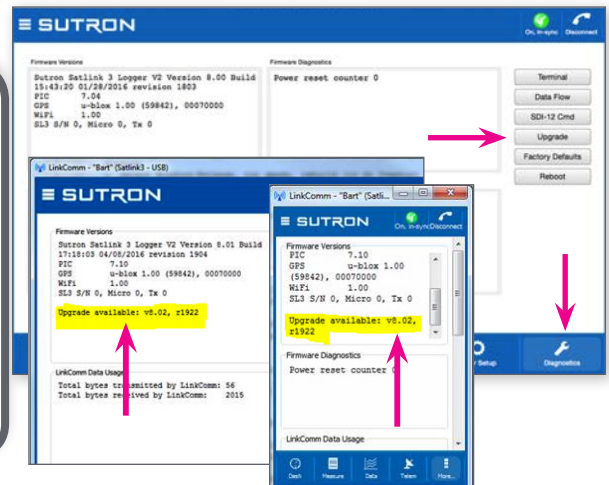 SUTRON
On, in-sync Disconnect
Firmware Versions
Sutron Satlink 3 Logger V2 Version 8.00 Build
15:43:20 01/28/2016 revision 1803
PIC 7.04
GPS u-blox 1.00 (59842), 00070000
WiFi 1.00
SL3 S/N 0, Micro 0, Tx 0
Firmware Diagnostics
Power reset counter 0
Terminal
Data Flow
SDI-12 Cmd
Upgrade
Factory Defaults
Reboot
Setup
Diagnostics
LinkComm - "Bart" (Satlink3 - USB)
SUTRON
Firmware Versions
Sutron Satlink 3 Logger V2 Version 8.01 Build
17:18:03 04/08/2016 revision 1904
PIC 7.10
GPS u-blox 1.00 (59842), 00070000
WiFi 1.00
SL3 S/N 0, Micro 0, Tx 0
Upgrade available: v8.02, r1922
LinkComm Data Usage
Total bytes transmitted by LinkComm: 56
Total bytes received by LinkComm: 2015
LinkComm - "Bart" (Satli...
SUTRON
On, in-sync Disconnect
Firmware Versions
PIC 7.10
GPS u-blox 1.00
(59842), 00070000
WiFi 1.00
SL3 S/N 0, Micro 0, Tx 0
Upgrade available: v8.02,
r1922
Firmware Diagnostics
Power reset counter 0
LinkComm Data Usage
Dash Measure Data Telem More...